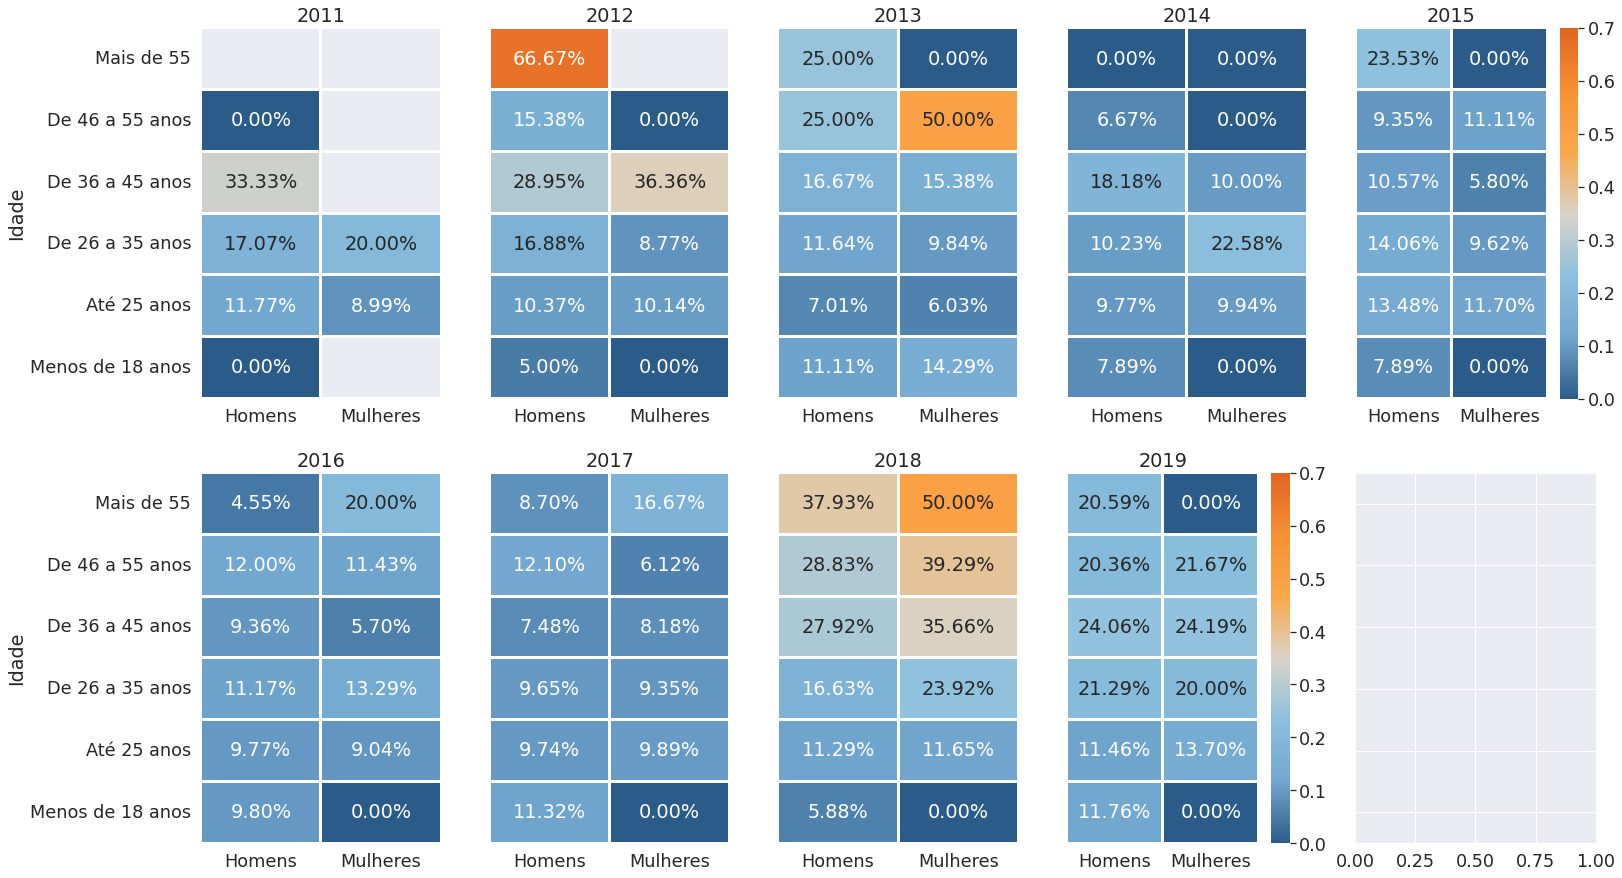 2011 2012 2013 2014 2015
Mais de 55 66.67% 25.00% 0.00% 0.00% 0.00% 23.53% 0.00% 0.7
0.6
De 46 a 55 anos 0.00% 15.38% 0.00% 25.00% 50.00% 6.67% 0.00% 9.35% 11.11%
0.5
De 36 a 45 anos 33.33% 28.95% 36.36% 16.67% 15.38% 18.18% 10.00% 10.57% 5.80%
0.4
Idade
0.3
De 26 a 35 anos 17.07% 20.00% 16.88% 8.77% 11.64% 9.84% 10.23% 22.58% 14.06% 9.62%
0.2
Até 25 anos 11.77% 8.99% 10.37% 10.14% 7.01% 6.03% 9.77% 9.94% 13.48% 11.70%
0.1
Menos de 18 anos 0.00% 5.00% 0.00% 11.11% 14.29% 7.89% 0.00% 7.89% 0.00%
0.0
Homens Mulheres Homens Mulheres Homens Mulheres Homens Mulheres Homens Mulheres
2016 2017 2018 2019
Mais de 55 4.55% 20.00% 8.70% 16.67% 37.93% 50.00% 20.59% 0.00% 0.7
0.6
De 46 a 55 anos 12.00% 11.43% 12.10% 6.12% 28.83% 39.29% 20.36% 21.67%
0.5
De 36 a 45 anos 9.36% 5.70% 7.48% 8.18% 27.92% 35.66% 24.06% 24.19%
0.4
Idade
0.3
De 26 a 35 anos 11.17% 13.29% 9.65% 9.35% 16.63% 23.92% 21.29% 20.00%
0.2
Até 25 anos 9.77% 9.04% 9.74% 9.89% 11.29% 11.65% 11.46% 13.70%
0.1
Menos de 18 anos 9.80% 0.00% 11.32% 0.00% 5.88% 0.00% 11.76% 0.00%
0.0
Homens Mulheres Homens Mulheres Homens Mulheres Homens Mulheres 0.00 0.25 0.50 0.75 1.00